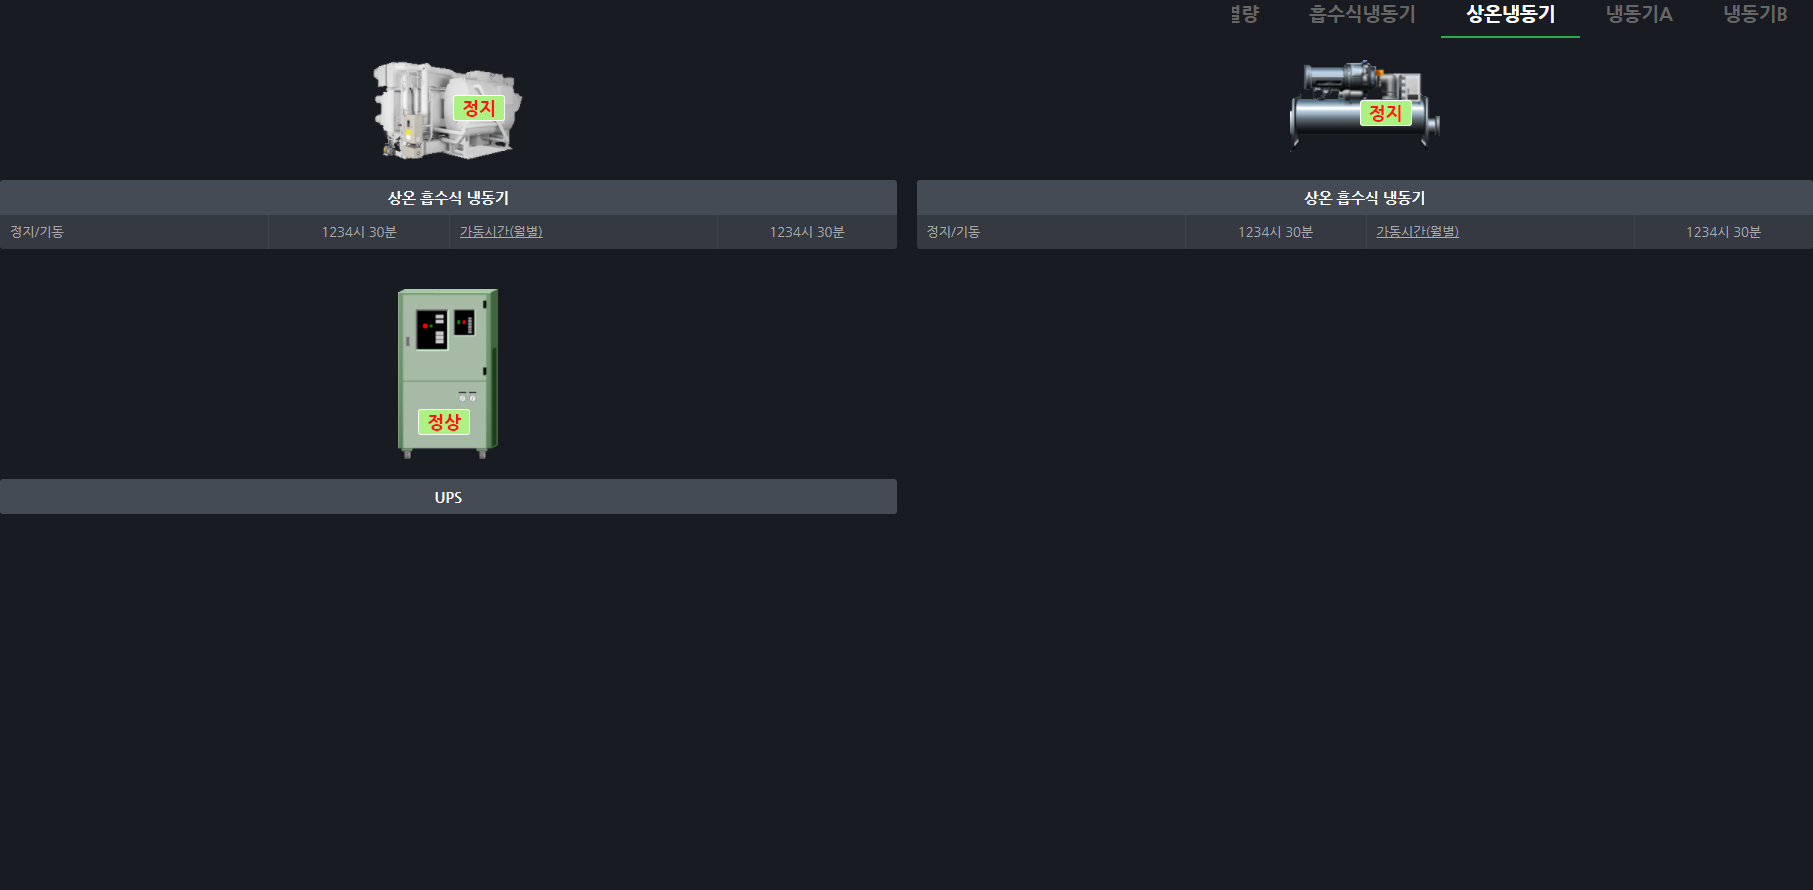 열량 흡수식냉동기 상온냉동기 냉동기A 냉동기B
정지
정지
상온 흡수식 냉동기
정지/기동 1234시 30분 가동시간(월별) 1234시 30분
상온 흡수식 냉동기
정지/기동 1234시 30분 가동시간(월별) 1234시 30분
정상
UPS